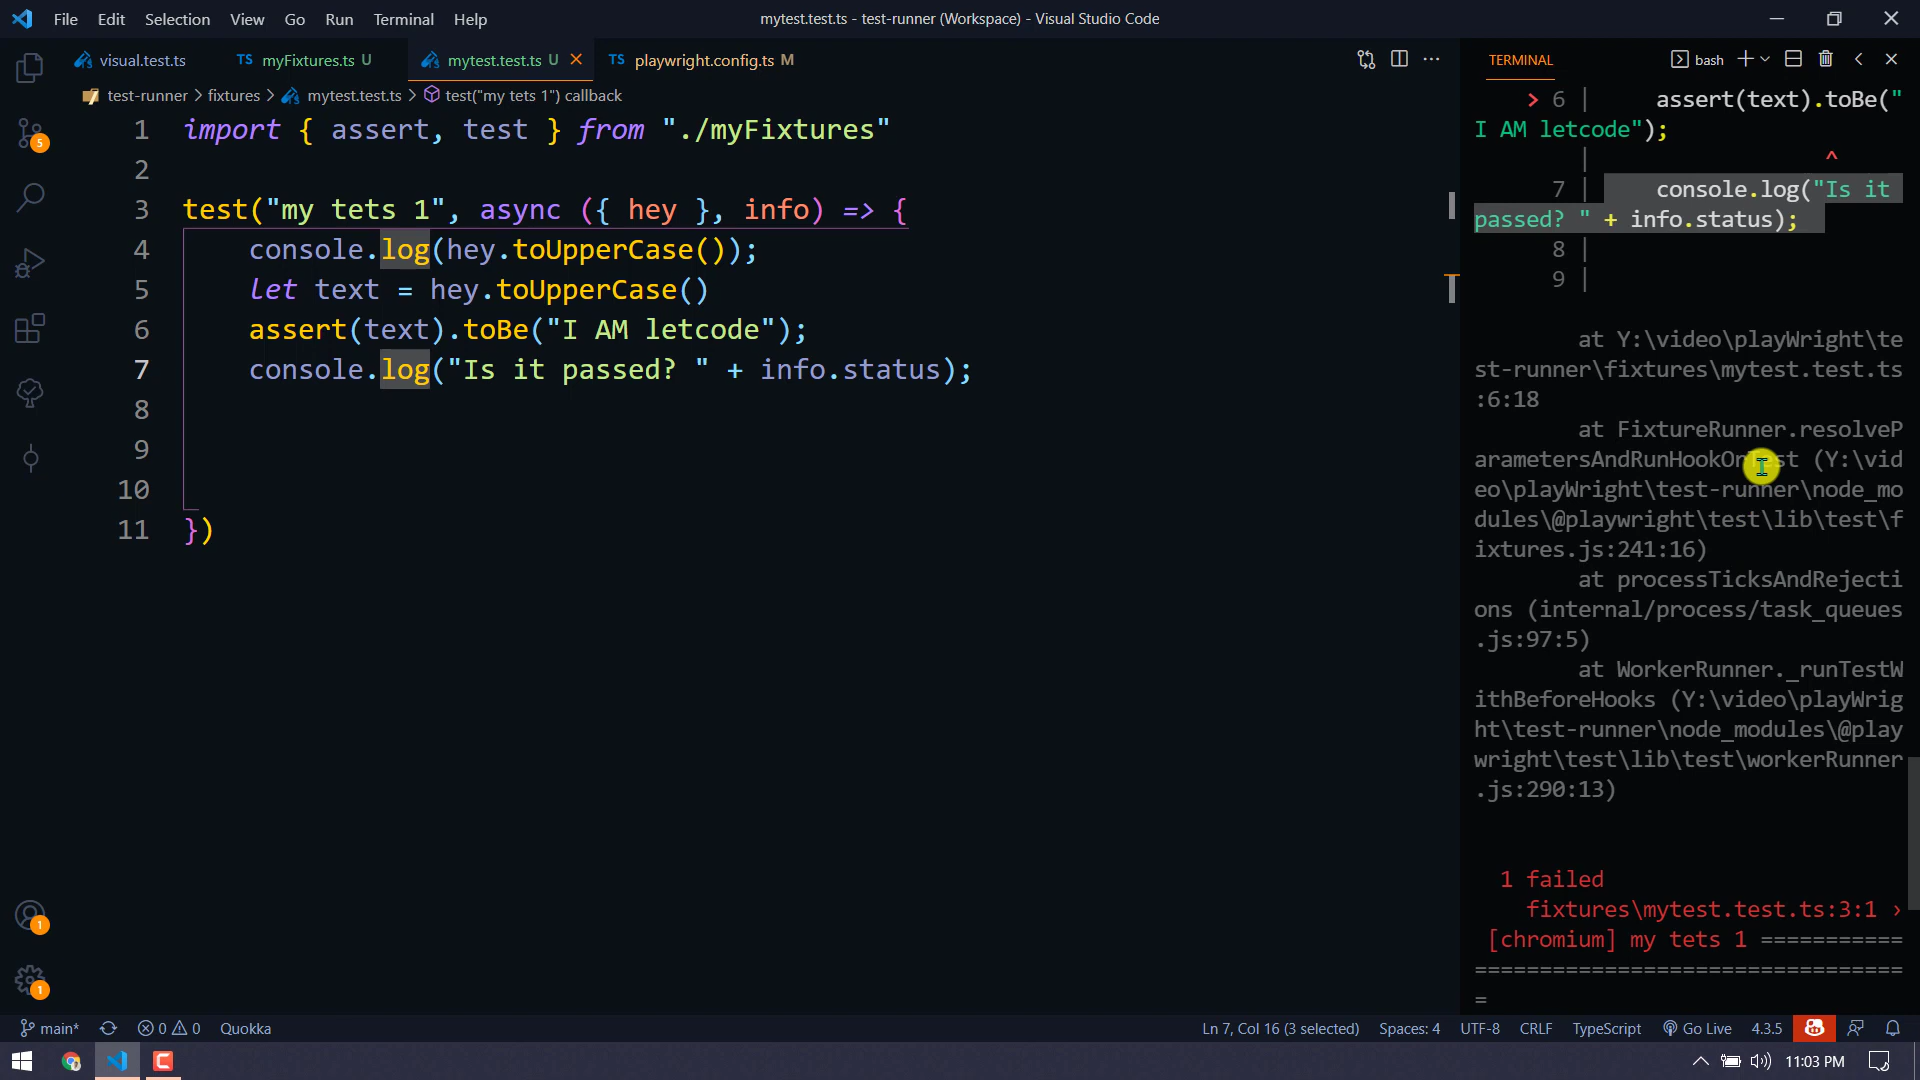 File Edit Selection View Go Run Terminal Help
mytest.test.ts - test-runner (Workspace) - Visual Studio Code
visual.test.ts
TS myFixtures.ts U
mytest.test.ts U
TS playwright.config.ts M
test-runner > fixtures > mytest.test.ts > test("my tets 1") callback
1 import { assert, test } from "./myFixtures"
2
3 test("my tets 1", async ({ hey }, info) => {
4 console.log(hey.toUpperCase());
5 let text = hey.toUpperCase()
6 assert(text).toBe("I AM letcode");
7 console.log("Is it passed? " + info.status);
8
9
10
11 })
TERMINAL
bash
> 6 | assert(text).toBe("
I AM letcode");
| ^
7 | console.log("Is it
passed? " + info.status);
8 |
9 |
at Y:\video\playWright\te
st-runner\fixtures\mytest.test.ts
:6:18
at FixtureRunner.resolveP
arametersAndRunHookOnTest (Y:\vid
eo\playWright\test-runner\node_mo
dules\@playwright\test\lib\test\f
ixtures.js:241:16)
at processTicksAndRejecti
ons (internal/process/task_queues
.js:97:5)
at WorkerRunner._runTestW
ithBeforeHooks (Y:\video\playWrig
ht\test-runner\node_modules\@play
wright\test\lib\test\workerRunner
.js:290:13)
1 failed
fixtures\mytest.test.ts:3:1 ›
[chromium] my tets 1 ===========
=================================
=
5
1
1
main* 0 0 Quokka
Ln 7, Col 16 (3 selected) Spaces: 4 UTF-8 CRLF TypeScript Go Live 4.3.5
11:03 PM